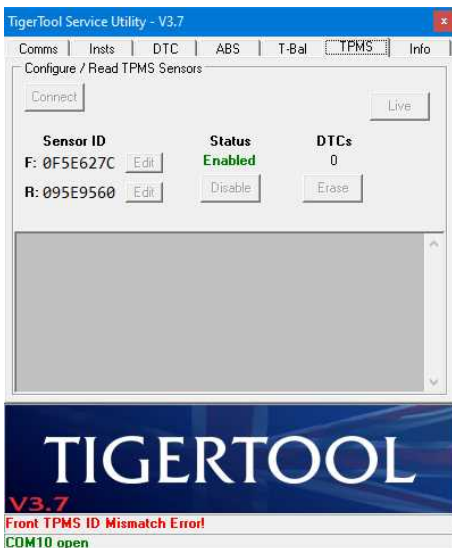 TigerTool Service Utility - V3.7
x
Comms Insts DTC ABS T-Bal TPMS Info
Configure / Read TPMS Sensors
Connect
Live
Sensor ID Status DTCs
F: 0F5E627C Edit Enabled 0
R: 095E9560 Edit Disable Erase
TIGERTOOL
V3.7
Front TPMS ID Mismatch Error!
COM10 open